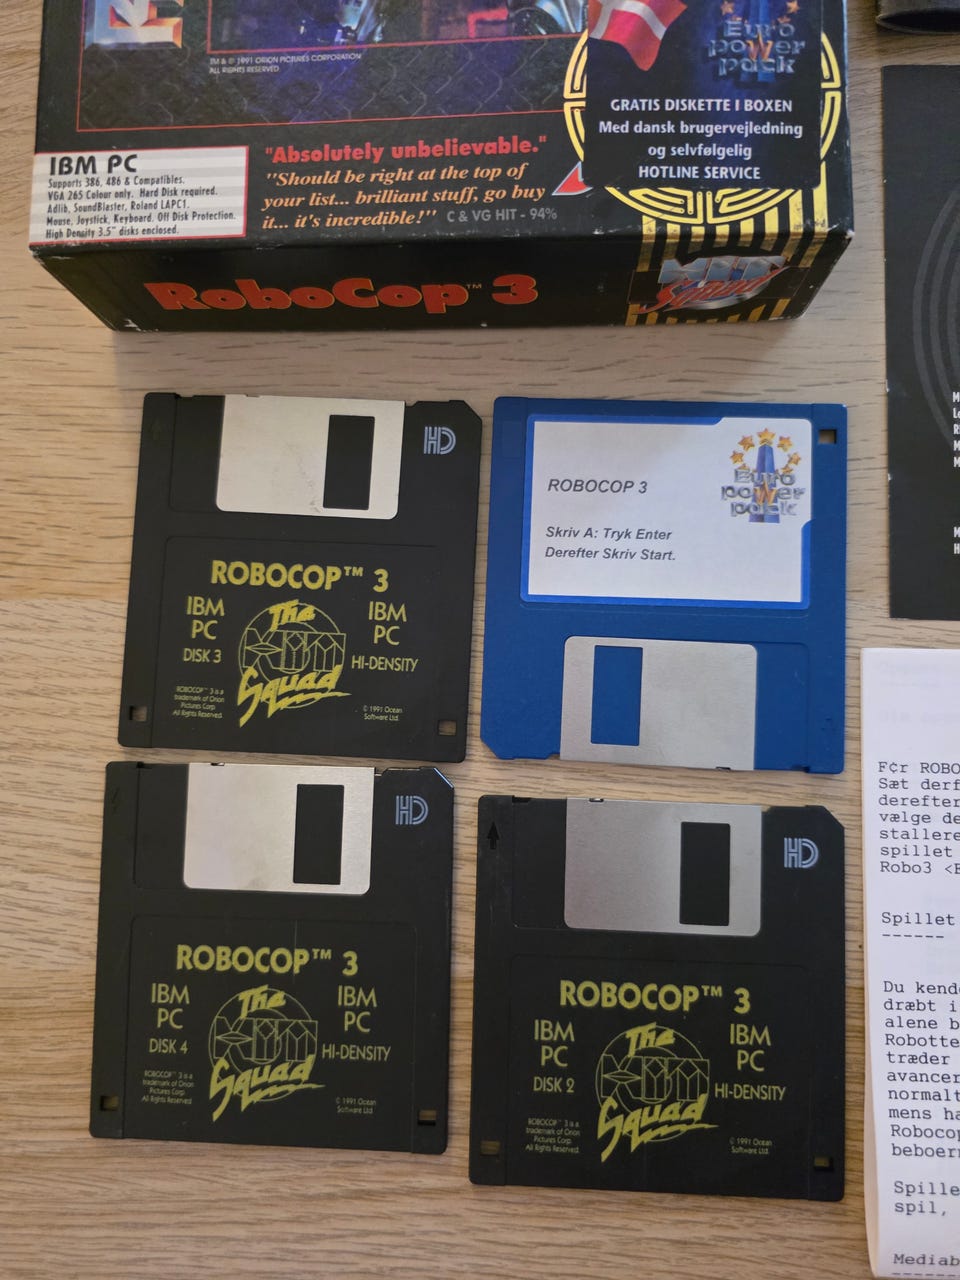 TM & © 1991 ORION PICTURES CORPORATION
ALL RIGHTS RESERVED
Euro
power
pack
GRATIS DISKETTE I BOXEN
Med dansk brugervejledning
og selvfølgelig
HOTLINE SERVICE
IBM PC
Supports 386, 486 & Compatibles.
VGA 265 Colour only. Hard Disk required.
Adlib, SoundBlaster, Roland LAPC1.
Mouse, Joystick, Keyboard. Off Disk Protection.
High Density 3.5" disks enclosed.
"Absolutely unbelievable."
"Should be right at the top of
your list... brilliant stuff, go buy
it... it's incredible!" C & VG HIT - 94%
RoboCop™ 3
Squad
HD
ROBOCOP™ 3
IBM
PC
DISK 3
The
Squad
IBM
PC
HI-DENSITY
ROBOCOP™ 3 is a
trademark of Orion
Pictures Corp.
All Rights Reserved.
© 1991 Ocean
Software Ltd.
ROBOCOP 3
Skriv A: Tryk Enter
Derefter Skriv Start.
Euro
power
pack
HD
ROBOCOP™ 3
IBM
PC
DISK 4
The
Squad
IBM
PC
HI-DENSITY
ROBOCOP™ 3 is a
trademark of Orion
Pictures Corp.
All Rights Reserved.
© 1991 Ocean
Software Ltd.
HD
ROBOCOP™ 3
IBM
PC
DISK 2
The
Squad
IBM
PC
HI-DENSITY
ROBOCOP™ 3 is a
trademark of Orion
Pictures Corp.
All Rights Reserved.
© 1991 Ocean
Software Ltd.
F¢r ROBO
Sæt derf
derefter
vælge de
stallere
spillet
Robo3 <E
Spillet
------
Du kende
dræbt i
alene b
Robotte
træder
avancer
normalt
mens ha
Robocop
beboern
Spille
spil,
Mediab